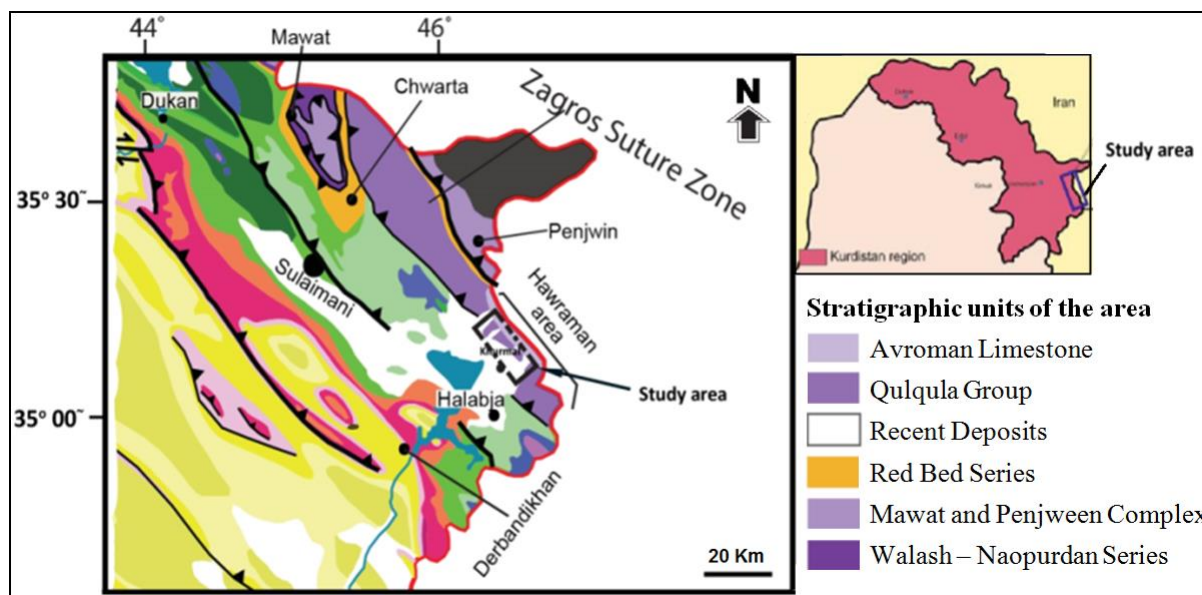 44°
46°
Mawat
Chwarta
Dukan
Zagros Suture Zone
N
35° 30˜
Penjwin
Sulaimani
Hawraman
area
Khurmal
Study area
Halabja
35° 00˜
Derbandikhan
20 Km
Iran
Study area
Kurdistan region
Stratigraphic units of the area
Avroman Limestone
Qulqula Group
Recent Deposits
Red Bed Series
Mawat and Penjween Complex
Walash – Naopurdan Series